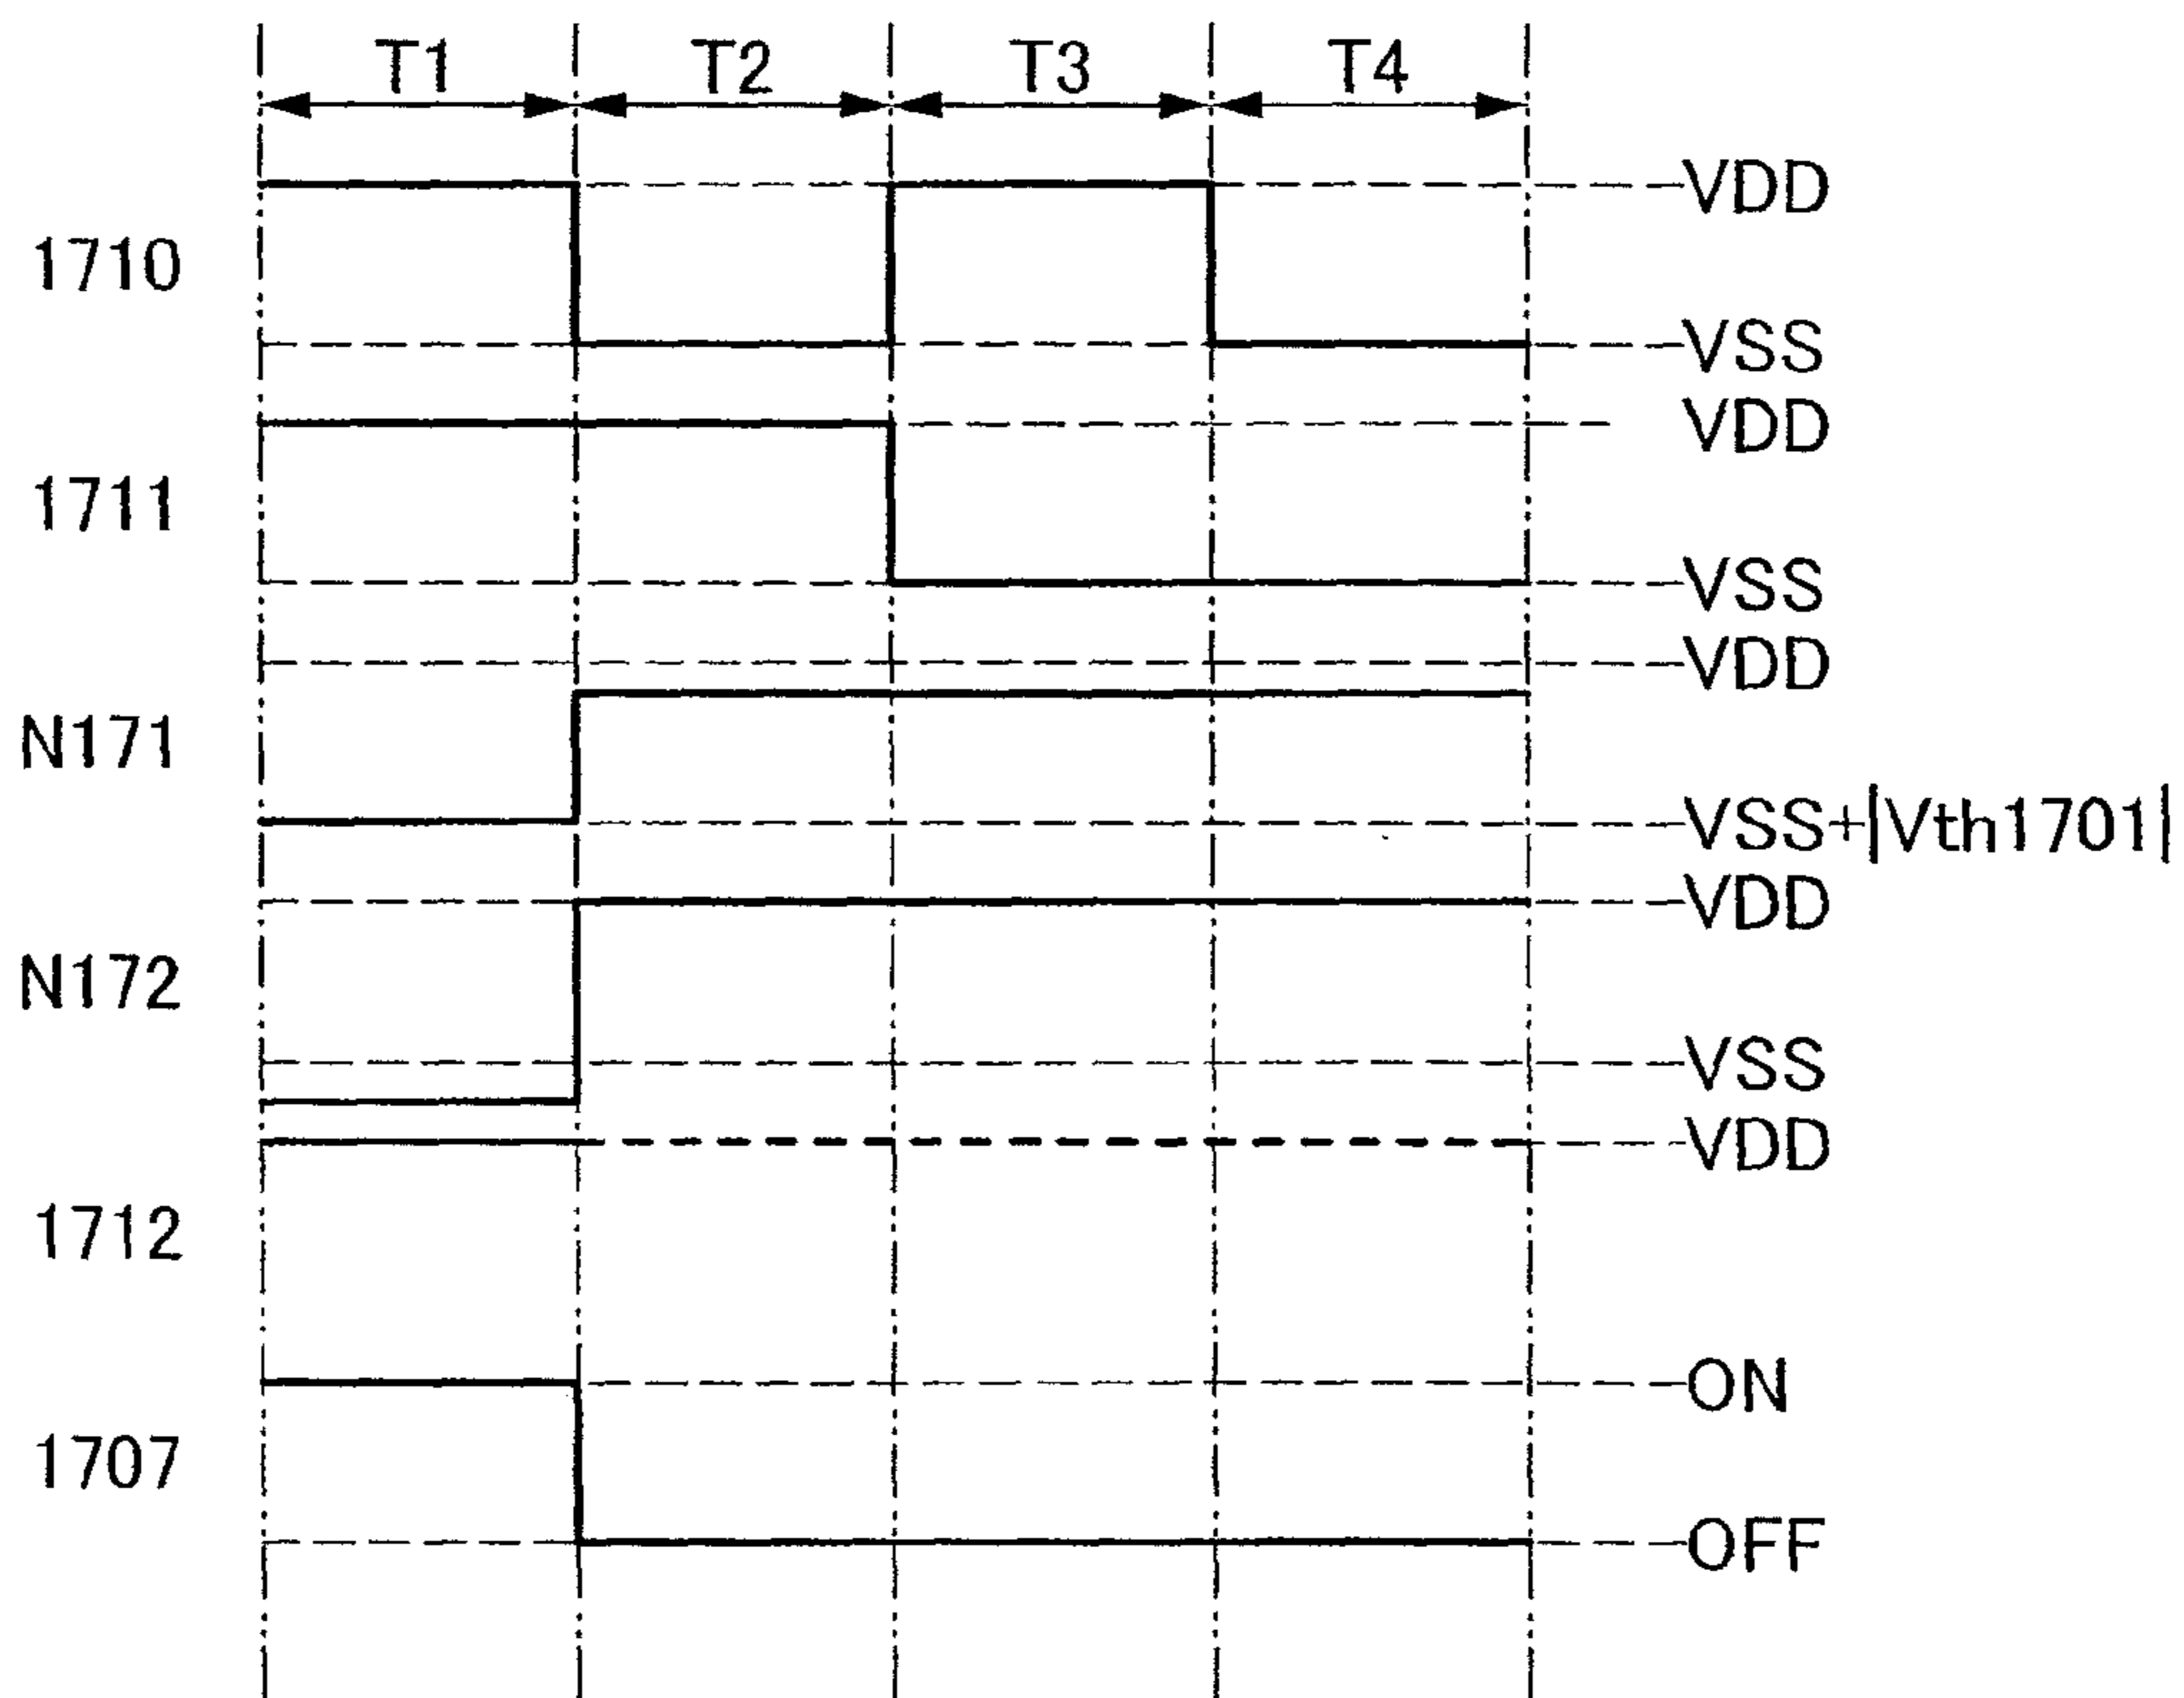 T1 T2 T3 T4
VDD
1710
VSS
VDD
1711
VSS
VDD
N171
VSS+|Vth1701|
VDD
N172
VSS
VDD
1712
ON
1707
OFF